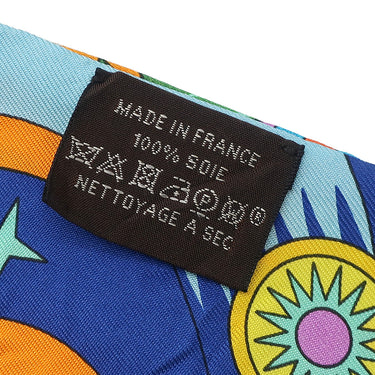 MADE IN FRANCE
100% SOIE
P W ®
NETTOYAGE A SEC